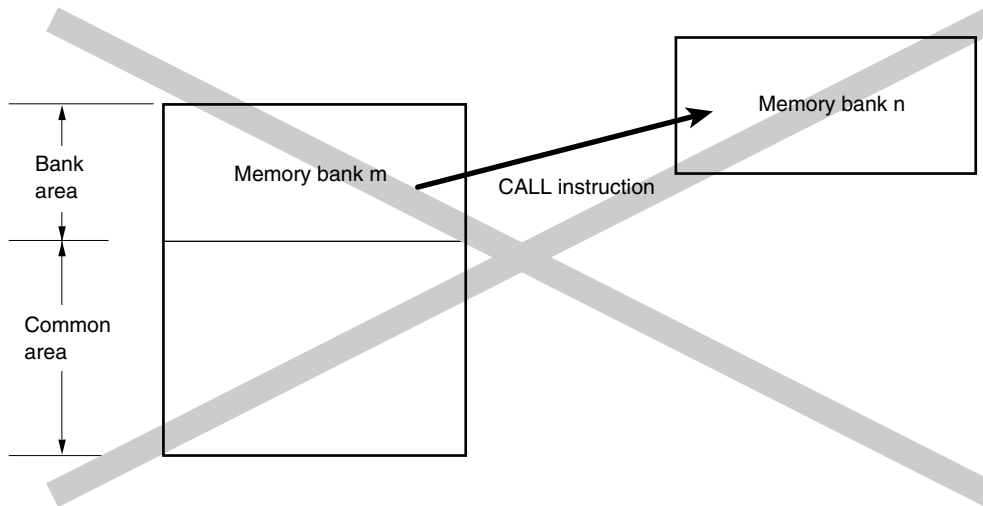 Memory bank n
Bank
area
Memory bank m
CALL instruction
Common
area